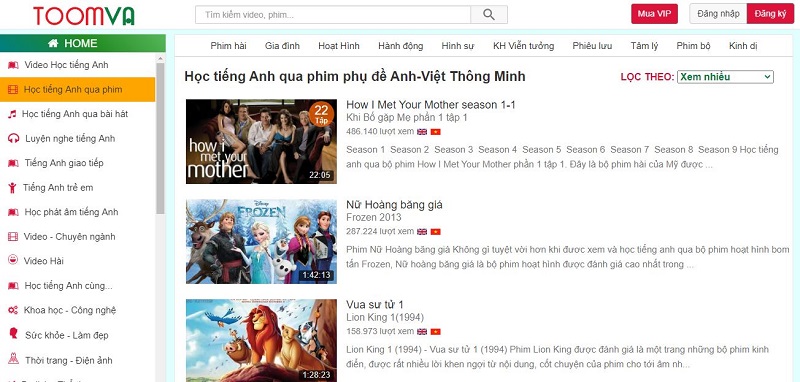 TOOMVA
Tìm kiếm video, phim...
Mua VIP
Đăng nhập
Đăng ký
HOME
Video Học tiếng Anh
Học tiếng Anh qua phim
Học tiếng Anh qua bài hát
Luyện nghe tiếng Anh
Tiếng Anh giao tiếp
Tiếng Anh trẻ em
Học phát âm tiếng Anh
Video - Chuyên ngành
Video Hài
Học tiếng Anh cùng...
Khoa học - Công nghệ
Sức khỏe - Làm đẹp
Thời trang - Điện ảnh
Phim hài Gia đình Hoạt Hình Hành động Hình sự KH Viễn tưởng Phiêu lưu Tâm lý Phim bộ Kinh dị
Học tiếng Anh qua phim phụ đề Anh-Việt Thông Minh
LỌC THEO: Xem nhiều
22
Tập
how i met your mother
22:05
How I Met Your Mother season 1-1
Khi Bố gặp Mẹ phần 1 tập 1
486.140 lượt xem
Season 1 Season 2 Season 3 Season 4 Season 5 Season 6 Season 7 Season 8 Season 9 Học tiếng
anh qua bộ phim How I Met Your Mother phần 1 tập 1. Đây là bộ phim hài của Mỹ được ...
DISNEY
FROZEN
1:42:13
Nữ Hoàng băng giá
Frozen 2013
287.224 lượt xem
Phim Nữ Hoàng băng giá Không gì tuyệt vời hơn khi được xem và học tiếng anh qua bộ phim hoạt hình bom
tấn Frozen, Nữ hoàng băng giá là bộ phim hoạt hình được đánh giá cao nhất trong ...
1:28:23
Vua sư tử 1
Lion King 1(1994)
158.973 lượt xem
Lion King 1 (1994) - Vua sư tử 1 (1994) Phim Lion King được đánh giá là một trang những bộ phim kinh
điển, được rất nhiều lời khen ngợi từ nội dung, cốt chuyện của phim cho tới âm nh...